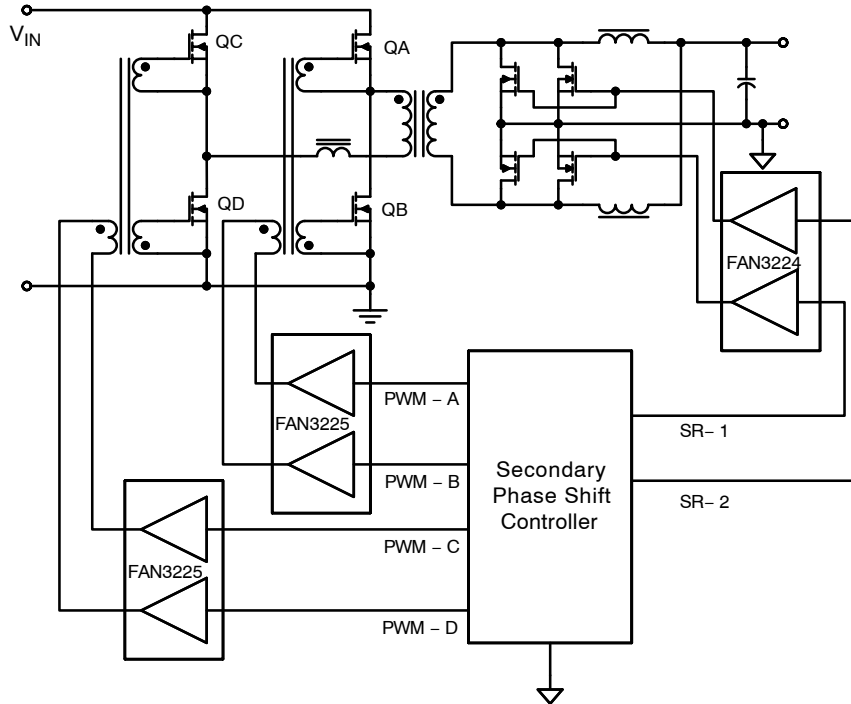 V_IN
QC
QA
QD
QB
FAN3224
PWM – A
FAN3225
PWM – B
SR– 1
Secondary
Phase Shift
Controller
SR– 2
PWM – C
FAN3225
PWM – D